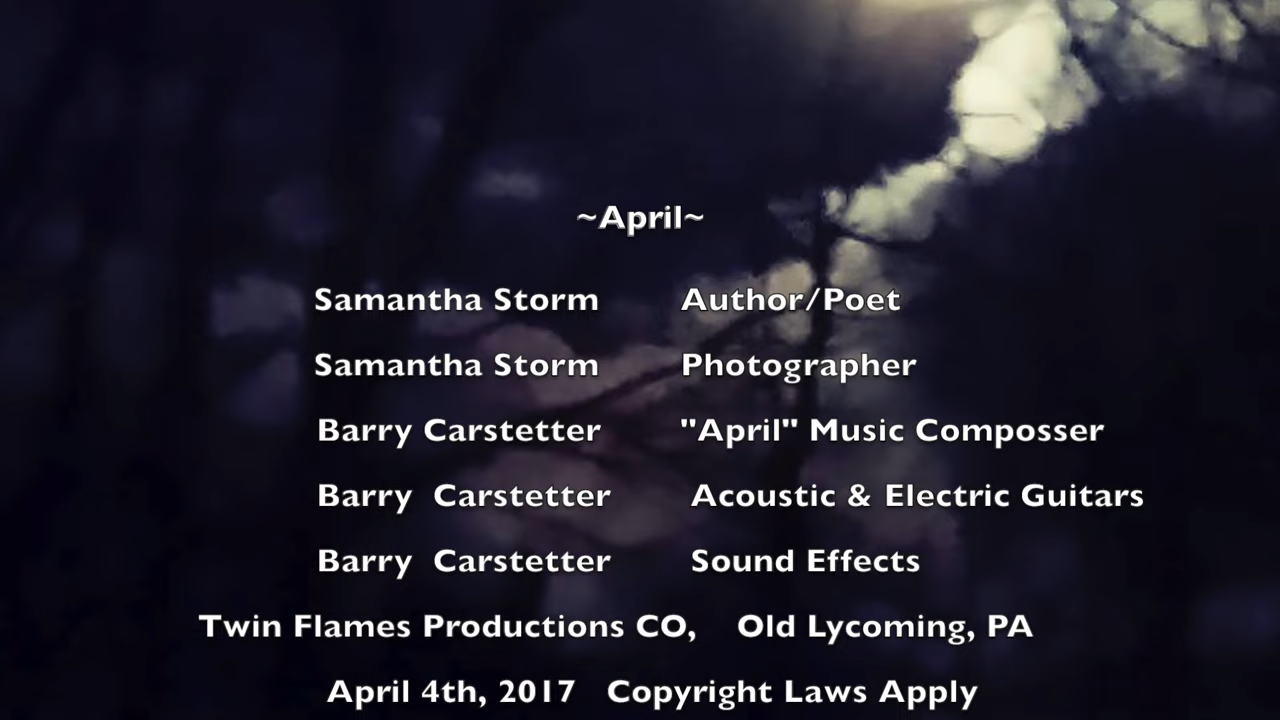 ~April~
Samantha Storm Author/Poet
Samantha Storm Photographer
Barry Carstetter "April" Music Composser
Barry Carstetter Acoustic & Electric Guitars
Barry Carstetter Sound Effects
Twin Flames Productions CO, Old Lycoming, PA
April 4th, 2017 Copyright Laws Apply